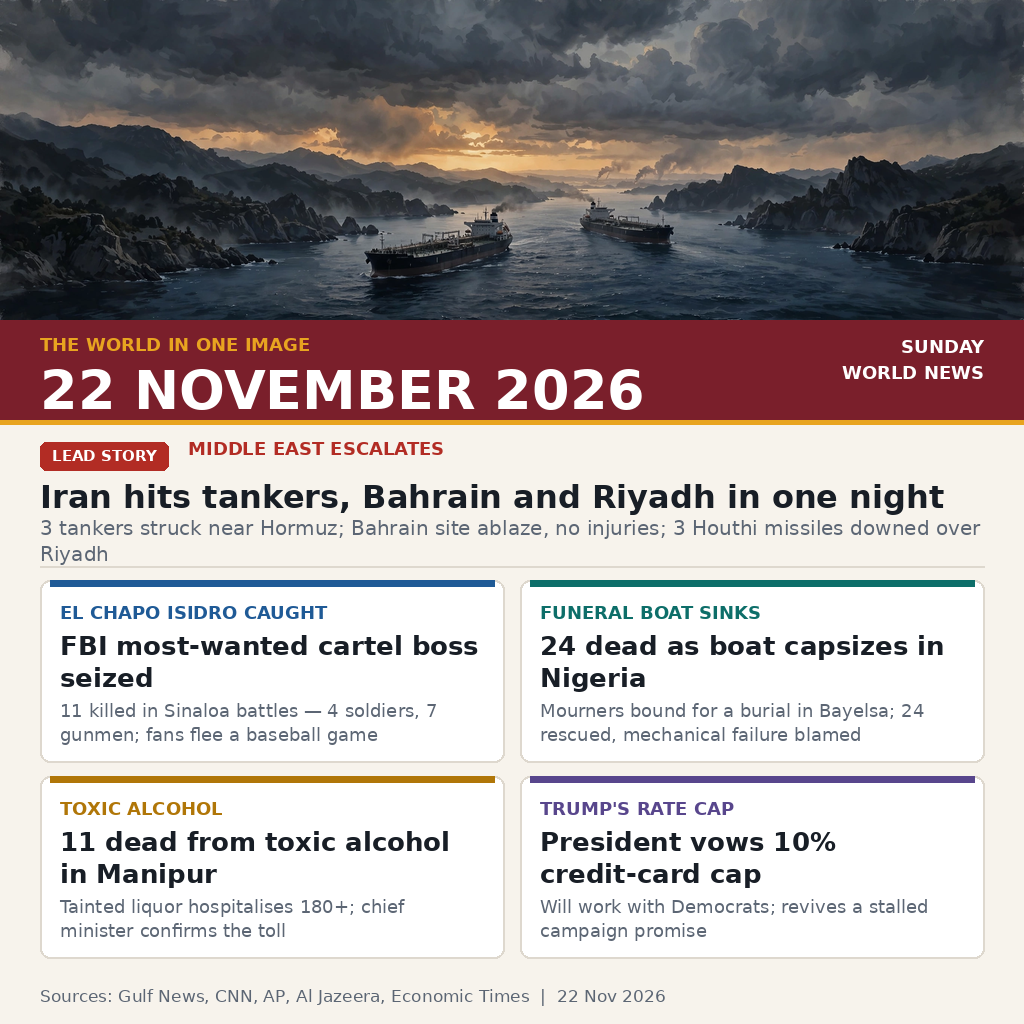 THE WORLD IN ONE IMAGE
22 NOVEMBER 2026
SUNDAY
WORLD NEWS
LEAD STORY
MIDDLE EAST ESCALATES
Iran hits tankers, Bahrain and Riyadh in one night
3 tankers struck near Hormuz; Bahrain site ablaze, no injuries; 3 Houthi missiles downed over
Riyadh
EL CHAPO ISIDRO CAUGHT
FBI most-wanted cartel boss
seized
11 killed in Sinaloa battles — 4 soldiers, 7
gunmen; fans flee a baseball game
FUNERAL BOAT SINKS
24 dead as boat capsizes in
Nigeria
Mourners bound for a burial in Bayelsa; 24
rescued, mechanical failure blamed
TOXIC ALCOHOL
11 dead from toxic alcohol
in Manipur
Tainted liquor hospitalises 180+; chief
minister confirms the toll
TRUMP'S RATE CAP
President vows 10%
credit-card cap
Will work with Democrats; revives a stalled
campaign promise
Sources: Gulf News, CNN, AP, Al Jazeera, Economic Times | 22 Nov 2026